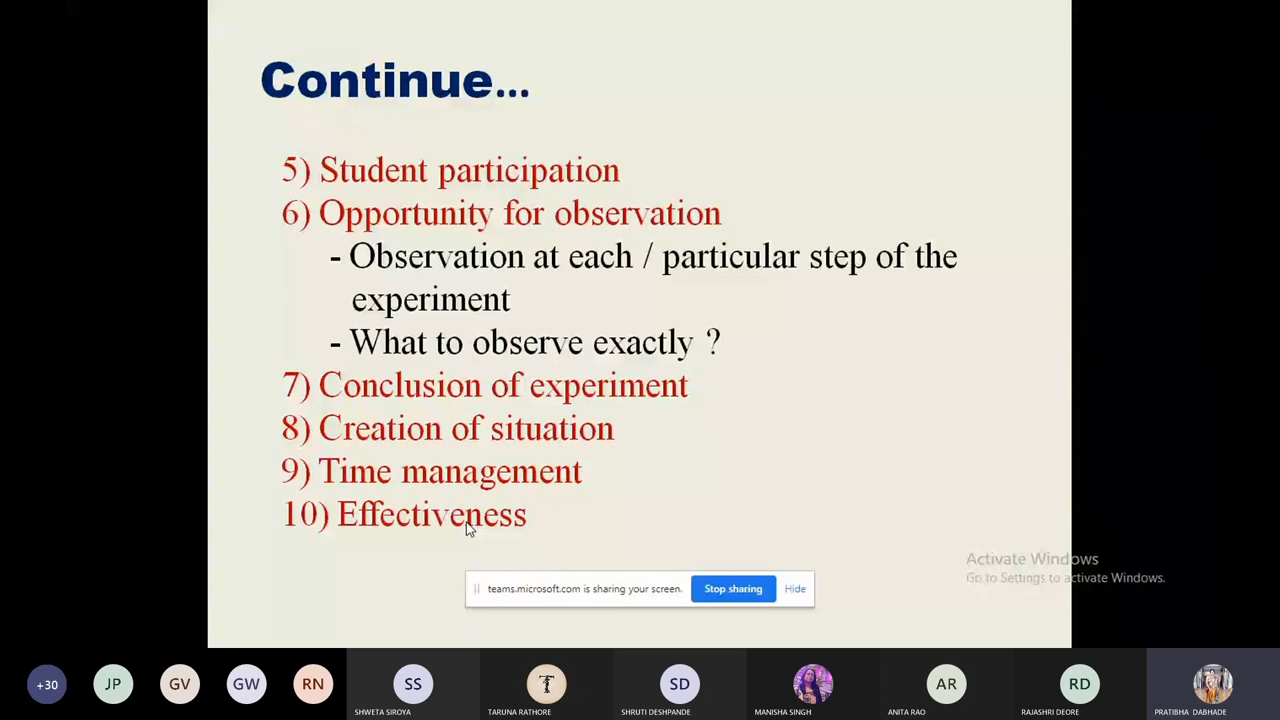 Continue...
5) Student participation
6) Opportunity for observation
- Observation at each / particular step of the
experiment
- What to observe exactly ?
7) Conclusion of experiment
8) Creation of situation
9) Time management
10) Effectiveness
Activate Windows
Go to Settings to activate Windows.
teams.microsoft.com is sharing your screen.
Stop sharing
Hide
+30
JP
GV
GW
RN
SS
T
SD
AR
RD
SHWETA SIROYA
TARUNA RATHORE
SHRUTI DESHPANDE
MANISHA SINGH
ANITA RAO
RAJASHRI DEORE
PRATIBHA DABHADE